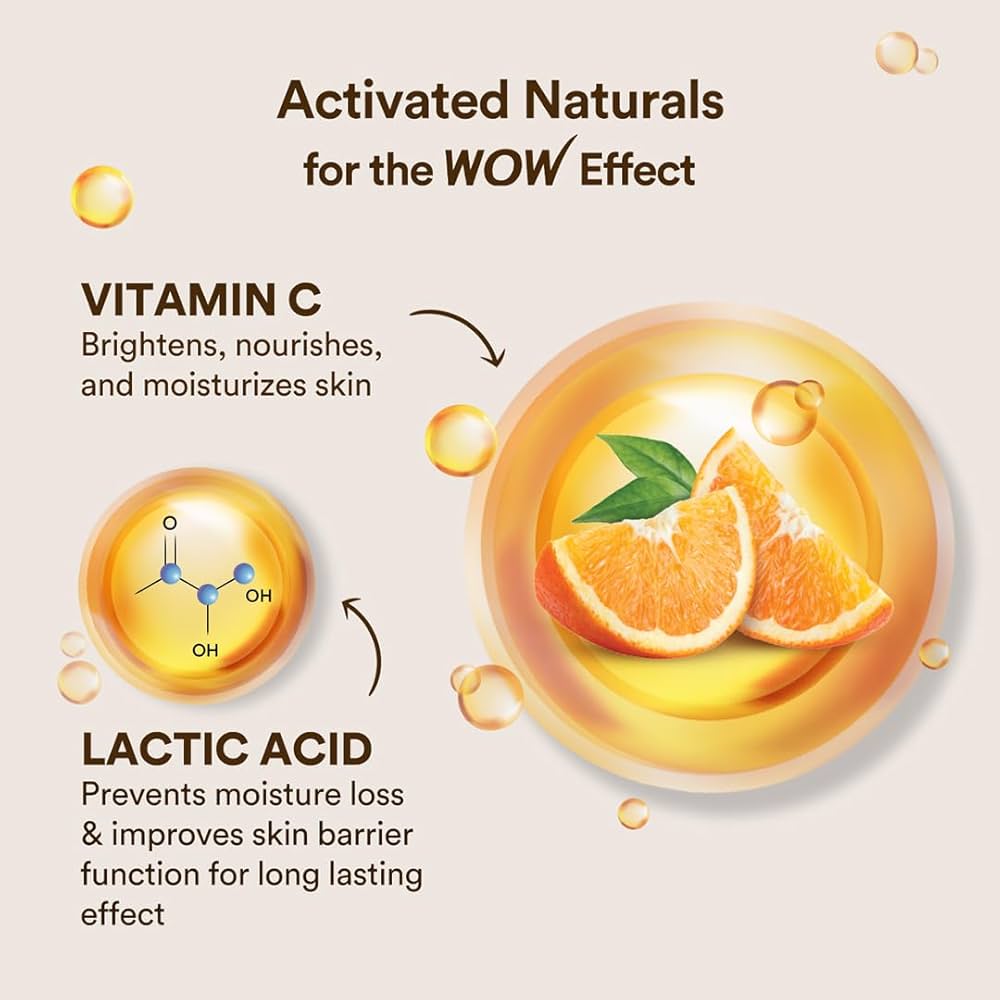 Activated Naturals
for the WOW Effect
VITAMIN C
Brightens, nourishes,
and moisturizes skin
O
OH
OH
LACTIC ACID
Prevents moisture loss
& improves skin barrier
function for long lasting
effect